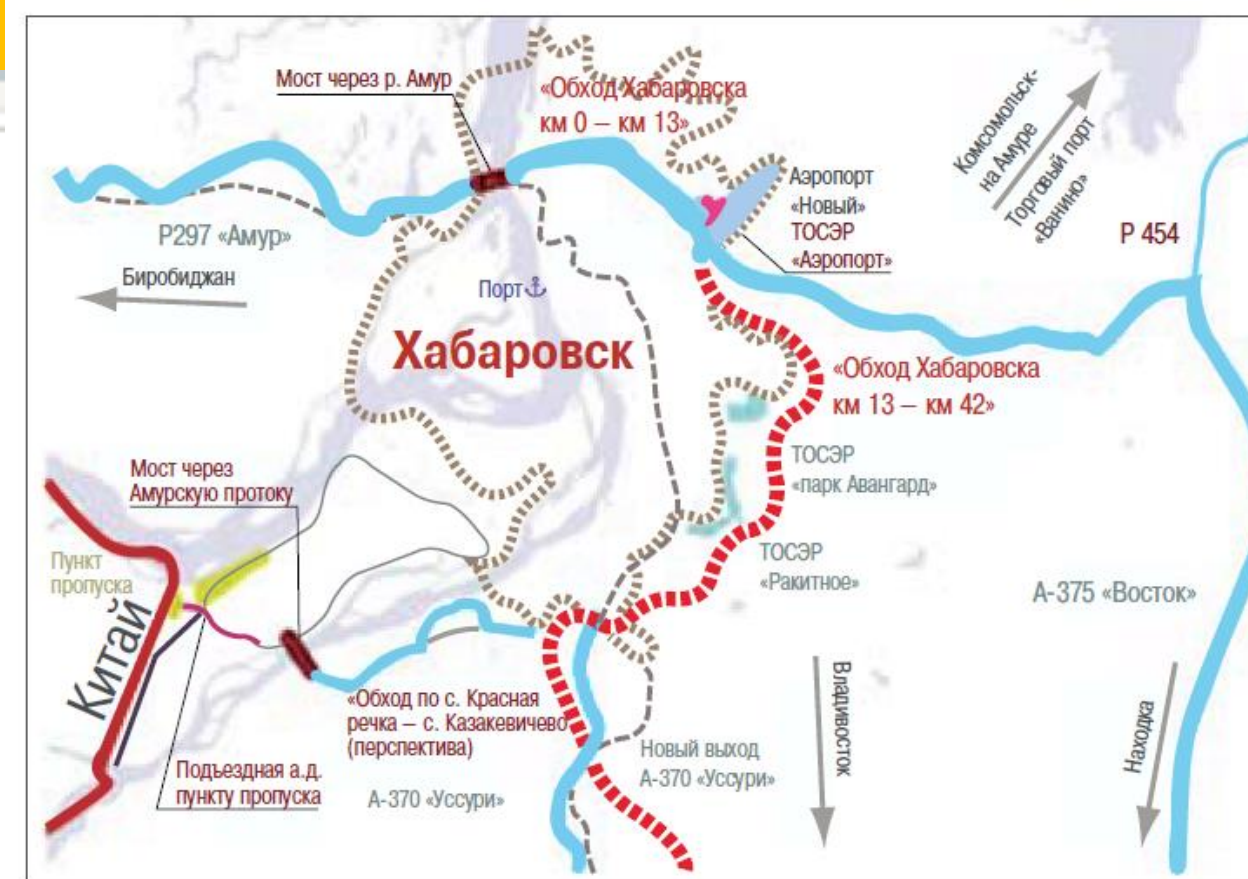 Мост через р. Амур
«Обход Хабаровска
км 0 – км 13»
Комсомольск-
на Амуре
Торговый порт
«Ванино»
Аэропорт
«Новый»
ТОСЭР
«Аэропорт»
Р 454
Р297 «Амур»
Биробиджан
Порт
Хабаровск
«Обход Хабаровска
км 13 – км 42»
ТОСЭР
«парк Авангард»
Мост через
Амурскую протоку
Пункт
пропуска
ТОСЭР
«Ракитное»
А-375 «Восток»
Китай
«Обход по с. Красная
речка – с. Казакевичево
(перспектива)
Владивосток
Находка
Новый выход
А-370 «Уссури»
Подъездная а.д.
пункту пропуска
А-370 «Уссури»